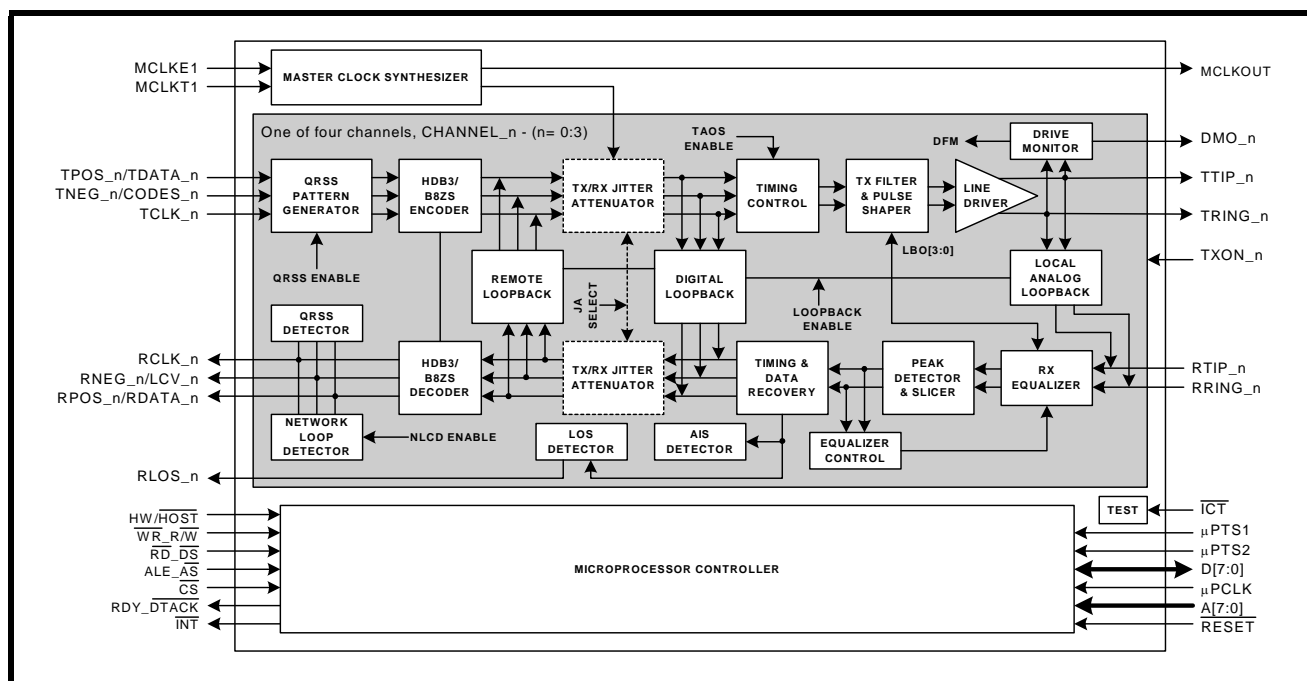 MCLKE1
MCLKT1
MASTER CLOCK SYNTHESIZER
MCLKOUT
One of four channels, CHANNEL_n - (n= 0:3)
TAOS
ENABLE
DFM
DRIVE
MONITOR
DMO_n
TPOS_n/TDATA_n
TNEG_n/CODES_n
TCLK_n
QRSS
PATTERN
GENERATOR
HDB3/
B8ZS
ENCODER
TX/RX JITTER
ATTENUATOR
TIMING
CONTROL
TX FILTER
& PULSE
SHAPER
LINE
DRIVER
TTIP_n
TRING_n
TXON_n
QRSS ENABLE
REMOTE
LOOPBACK
JA
SELECT
DIGITAL
LOOPBACK
LBO[3:0]
LOOPBACK
ENABLE
LOCAL
ANALOG
LOOPBACK
QRSS
DETECTOR
RCLK_n
RNEG_n/LCV_n
RPOS_n/RDATA_n
HDB3/
B8ZS
DECODER
TX/RX JITTER
ATTENUATOR
TIMING &
DATA
RECOVERY
PEAK
DETECTOR
& SLICER
RX
EQUALIZER
RTIP_n
RRING_n
NETWORK
LOOP
DETECTOR
NLCD ENABLE
LOS
DETECTOR
AIS
DETECTOR
EQUALIZER
CONTROL
RLOS_n
HW/HOST
WR_R/W
RD_DS
ALE_AS
CS
RDY_DTACK
INT
MICROPROCESSOR CONTROLLER
TEST
ICT
µPTS1
µPTS2
D[7:0]
µPCLK
A[7:0]
RESET